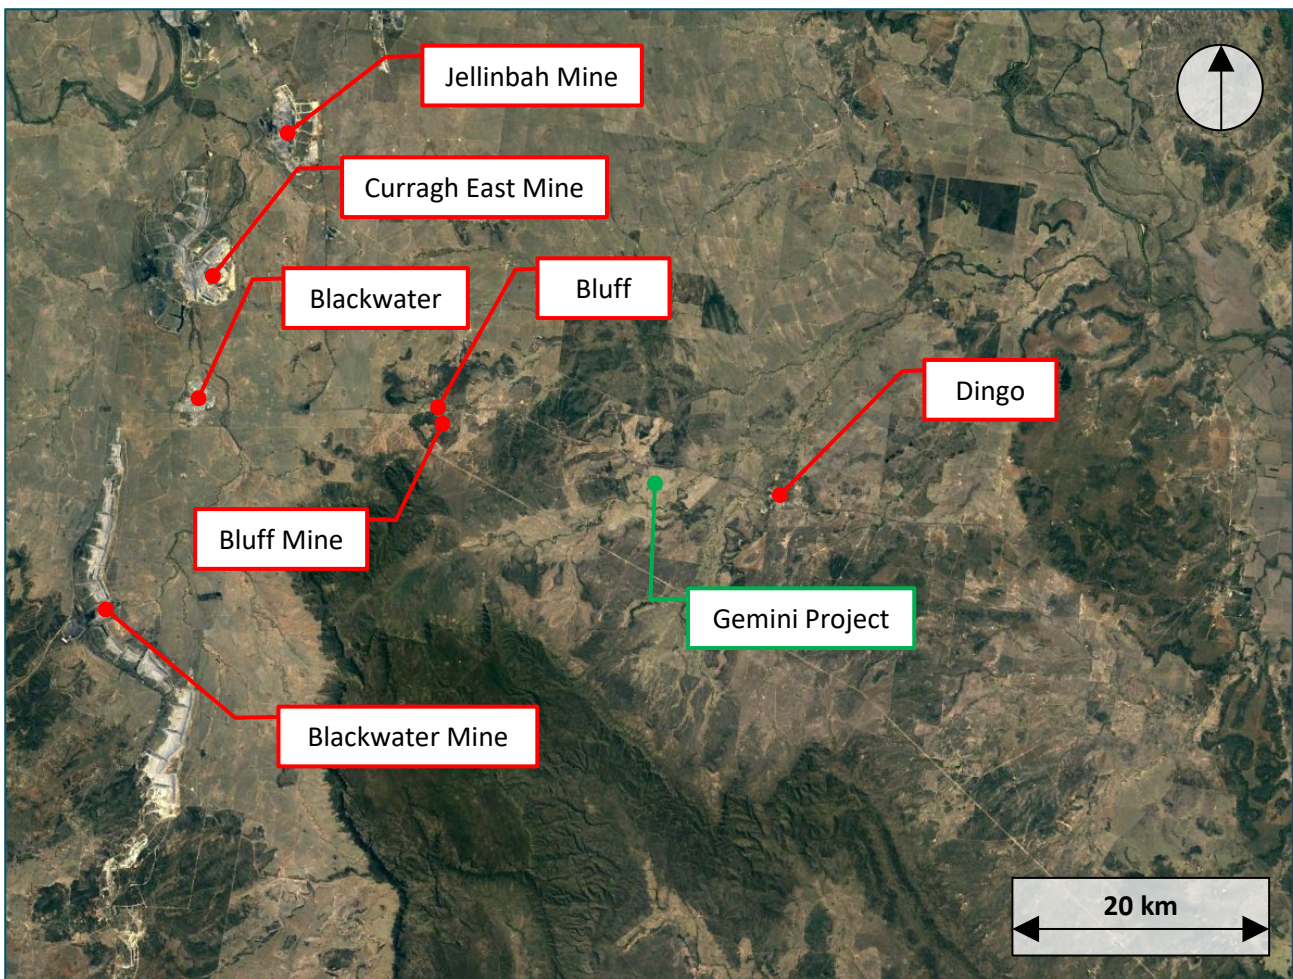 Jellinbah Mine
Curragh East Mine
Blackwater
Bluff
Dingo
Bluff Mine
Gemini Project
Blackwater Mine
20 km